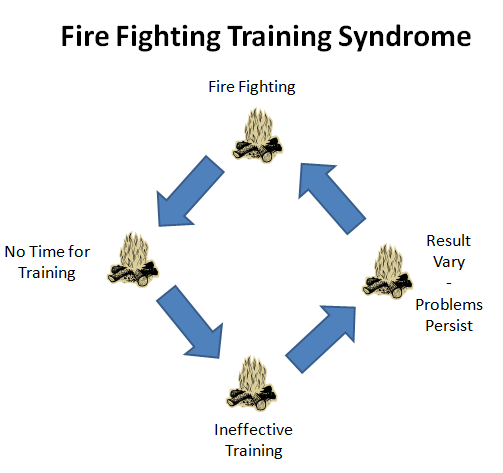 Fire Fighting Training Syndrome
Fire Fighting
No Time for
Training
Result
Vary
-
Problems
Persist
Ineffective
Training